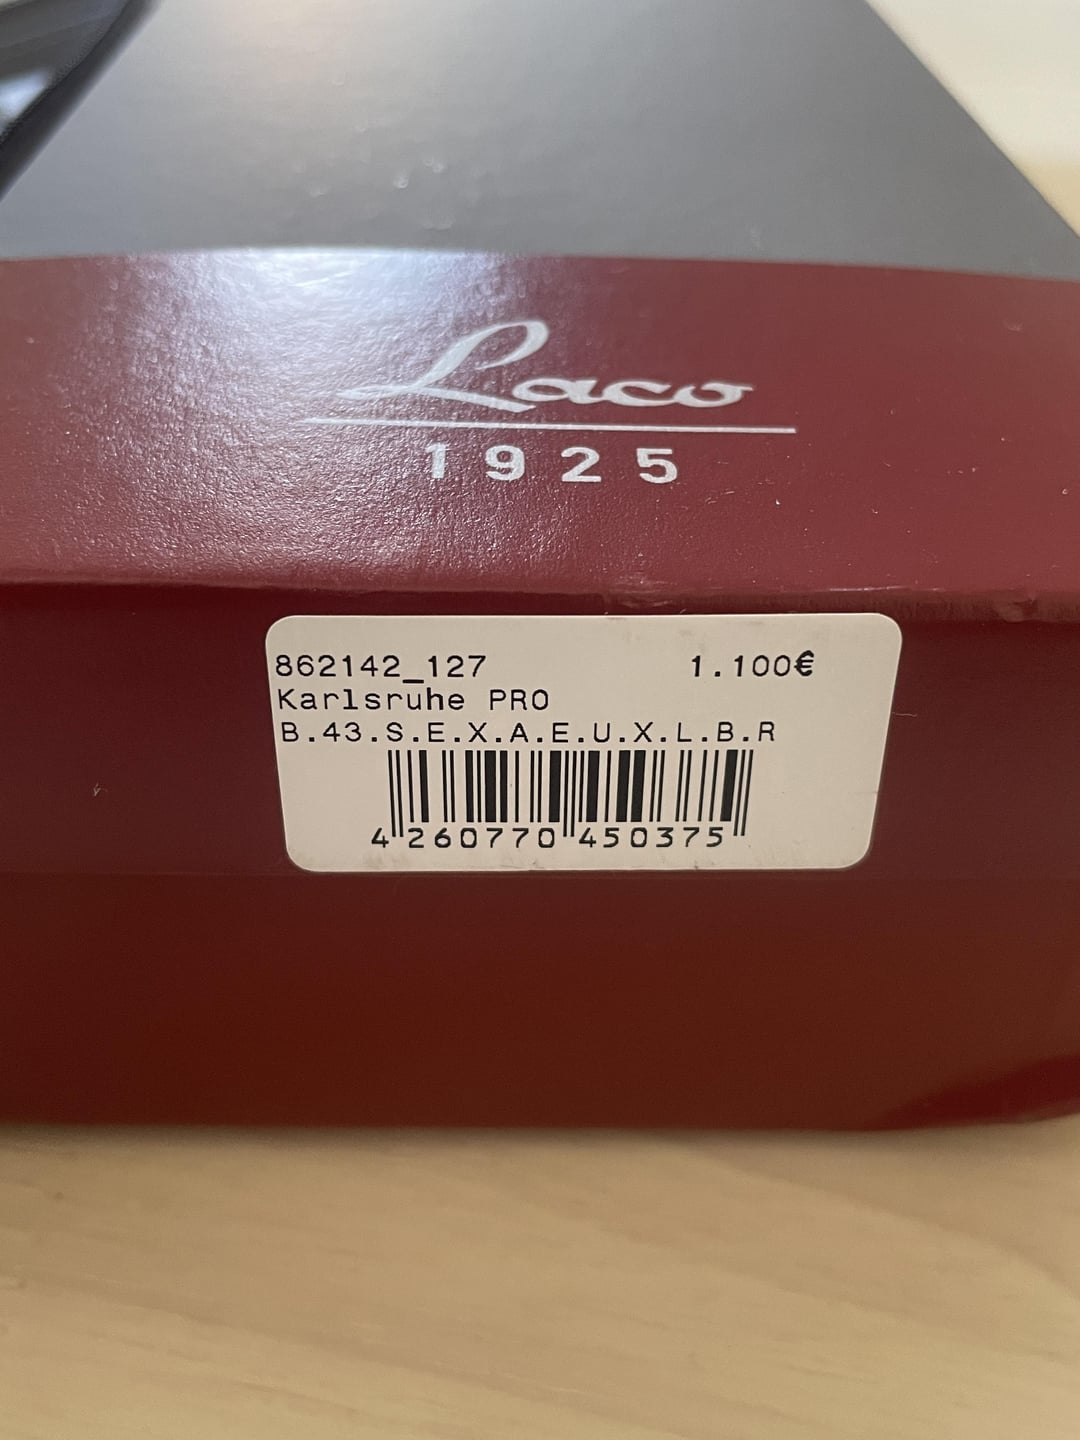 Laco
1925
862142_127 1.100€
Karlsruhe PRO
B.43.S.E.X.A.E.U.X.L.B.R
4 260770 450375